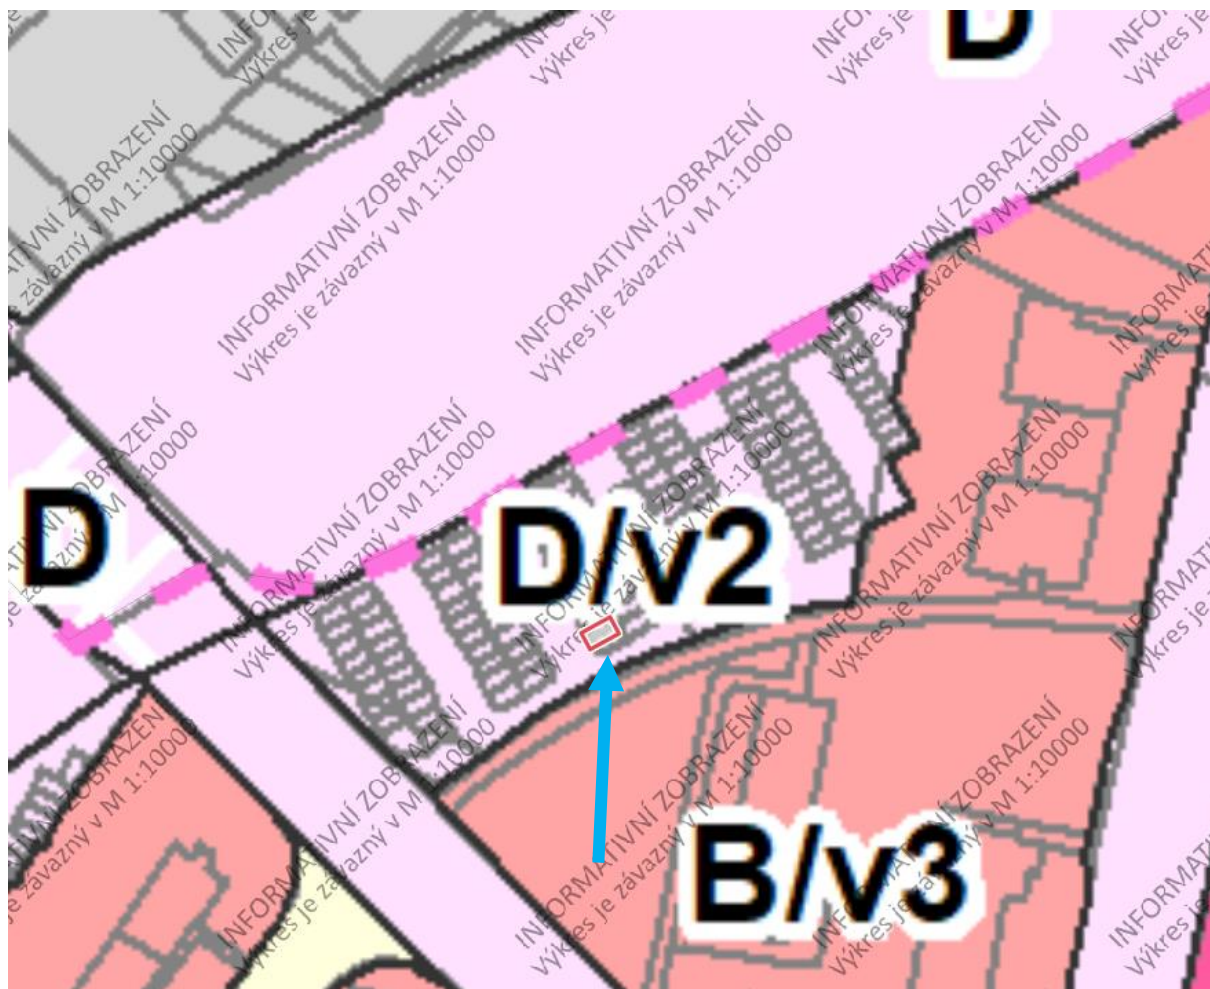 D
D
D/v2
B/v3
INFORMATIVNÍ ZOBRAZENÍ
Výkres je závazný v M 1:10000